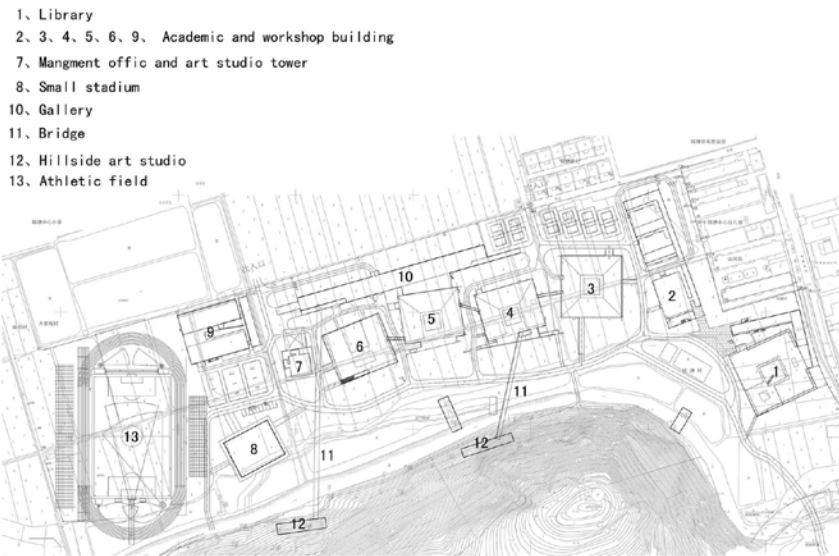 1、Library
2、3、4、5、6、9、 Academic and workshop building
7、Mangment offic and art studio tower
8、Small stadium
10、Gallery
11、Bridge
12、Hillside art studio
13、Athletic field
10
3
2
5
4
9
6
7
1
11
13
8
12
11
12